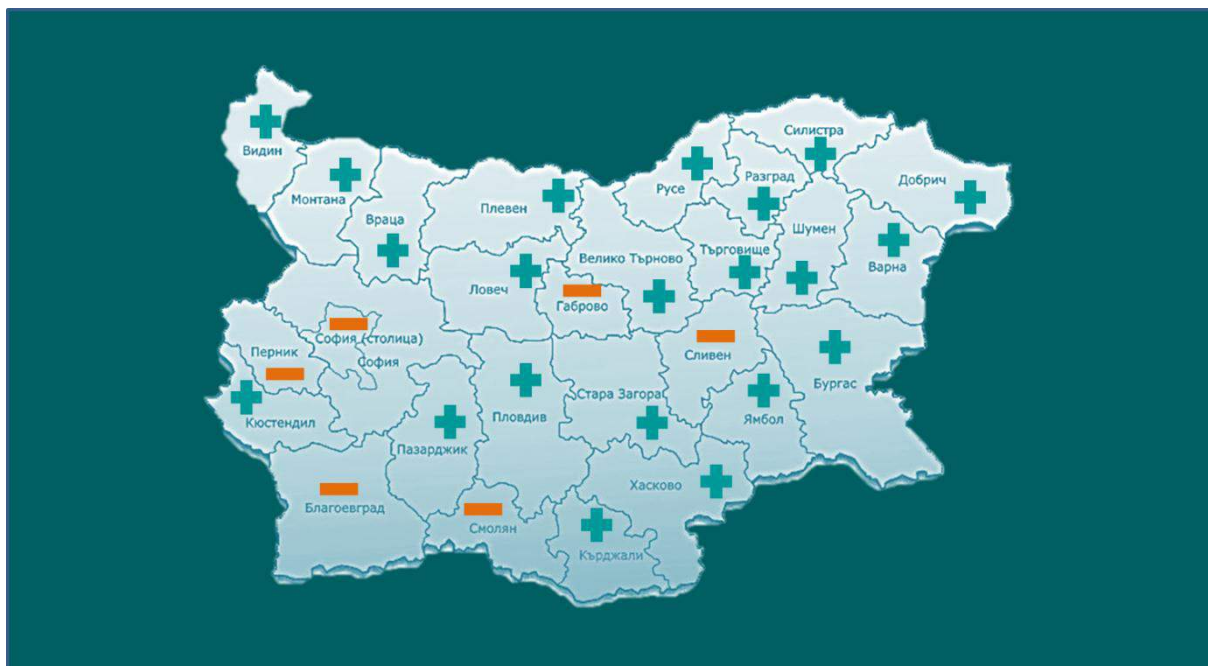 Силистра
Видин
Разград
Добрич
Русе
Монтана
Плевен
Враца
Шумен
Търговище
Велико Търново
Варна
Ловеч
Габрово
София (столица)
Перник
София
Сливен
Бургас
Стара Загора
Пловдив
Ямбол
Кюстендил
Пазарджик
Хасково
Благоевград
Смолян
Кърджали